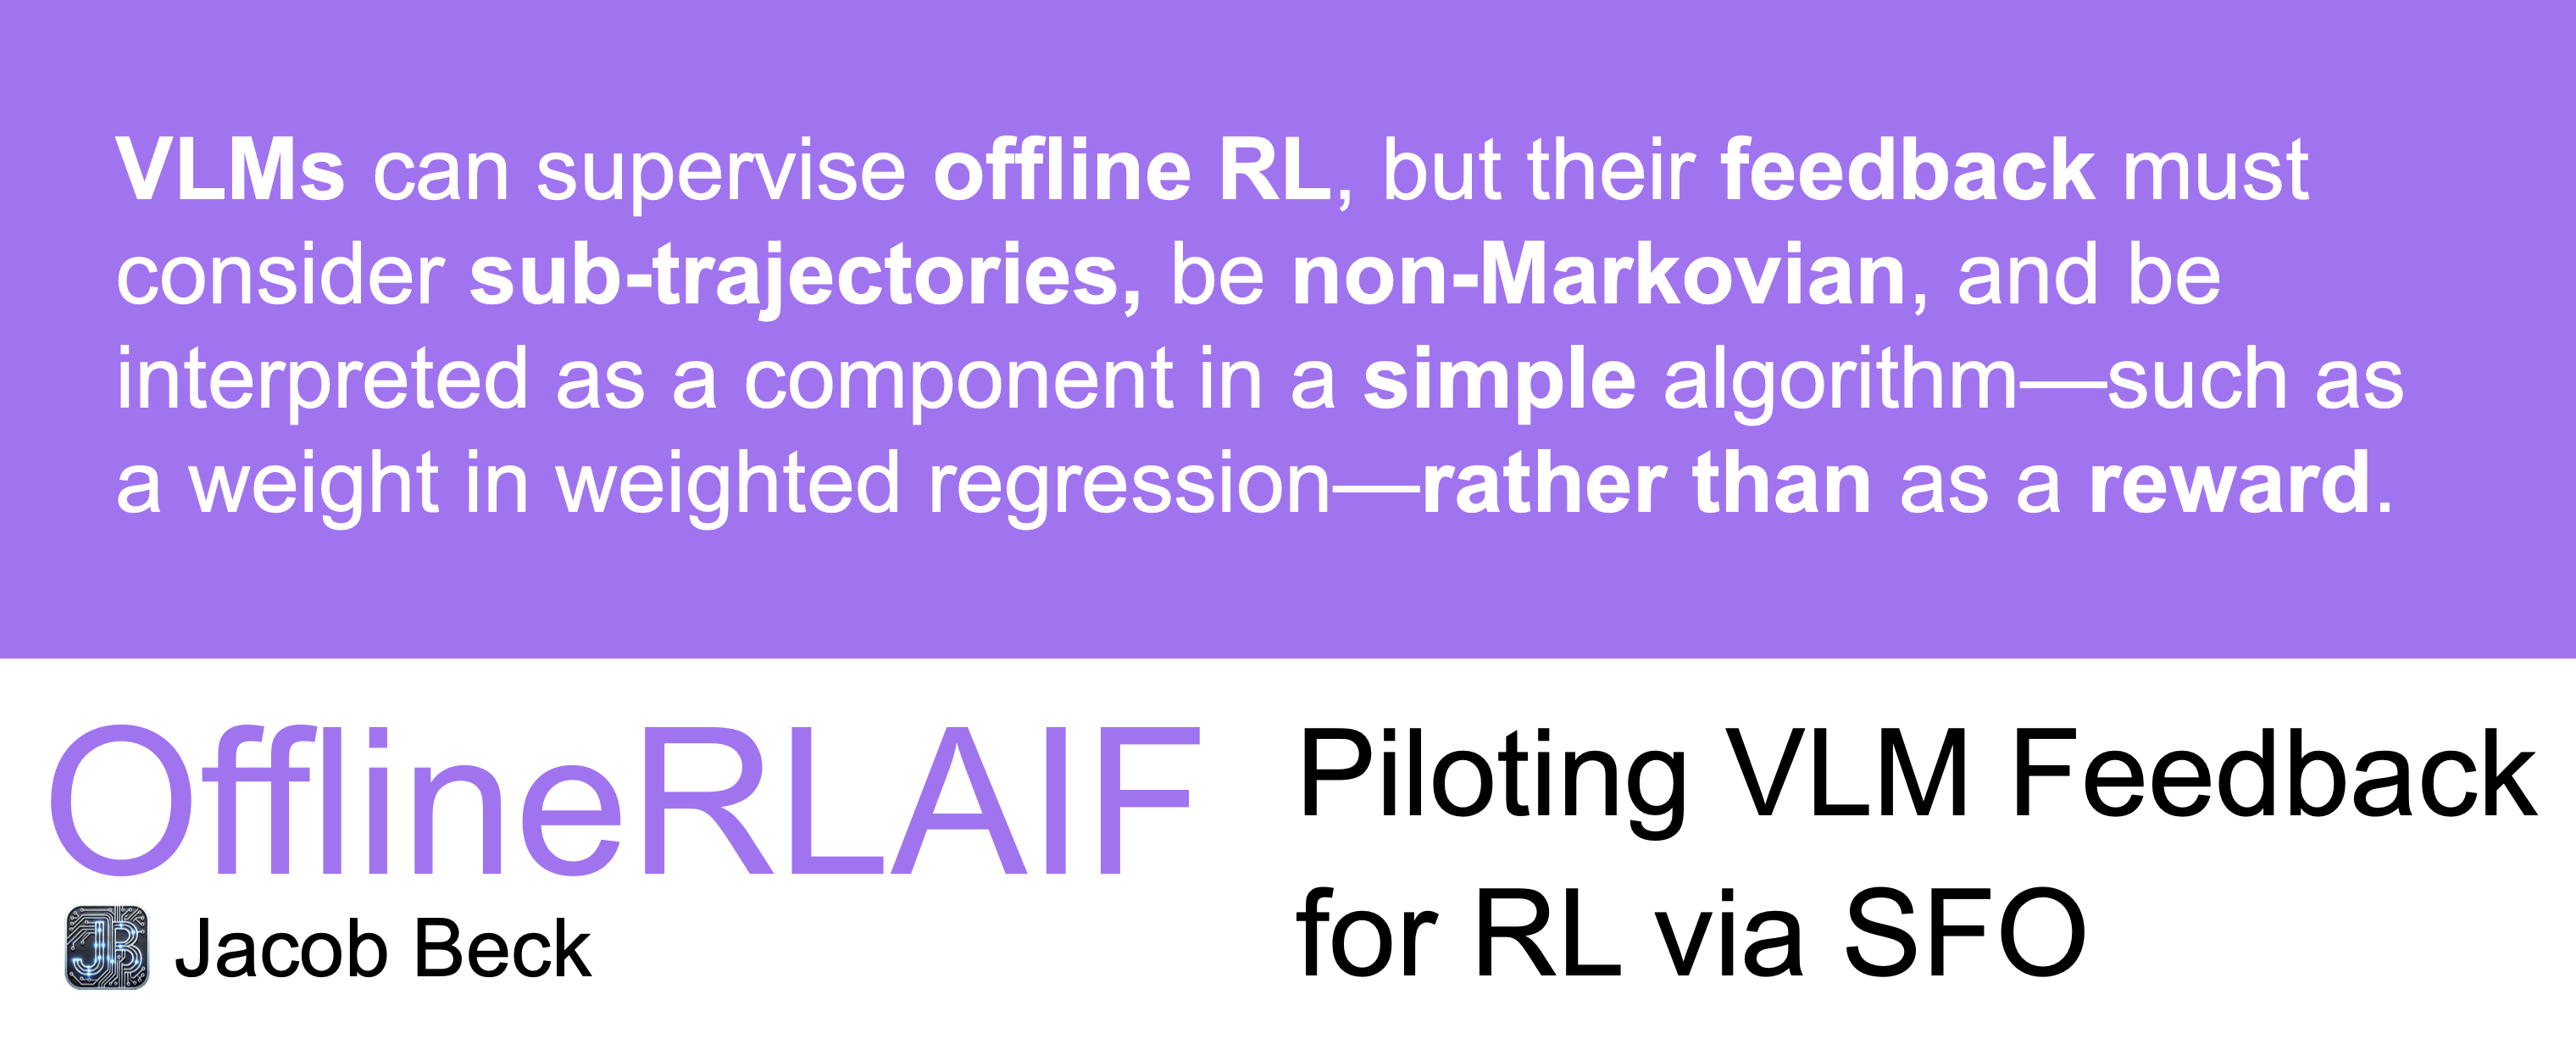 VLMs can supervise offline RL, but their feedback must
consider sub-trajectories, be non-Markovian, and be
interpreted as a component in a simple algorithm—such as
a weight in weighted regression—rather than as a reward.
OfflineRLAIF
JB Jacob Beck
Piloting VLM Feedback
for RL via SFO